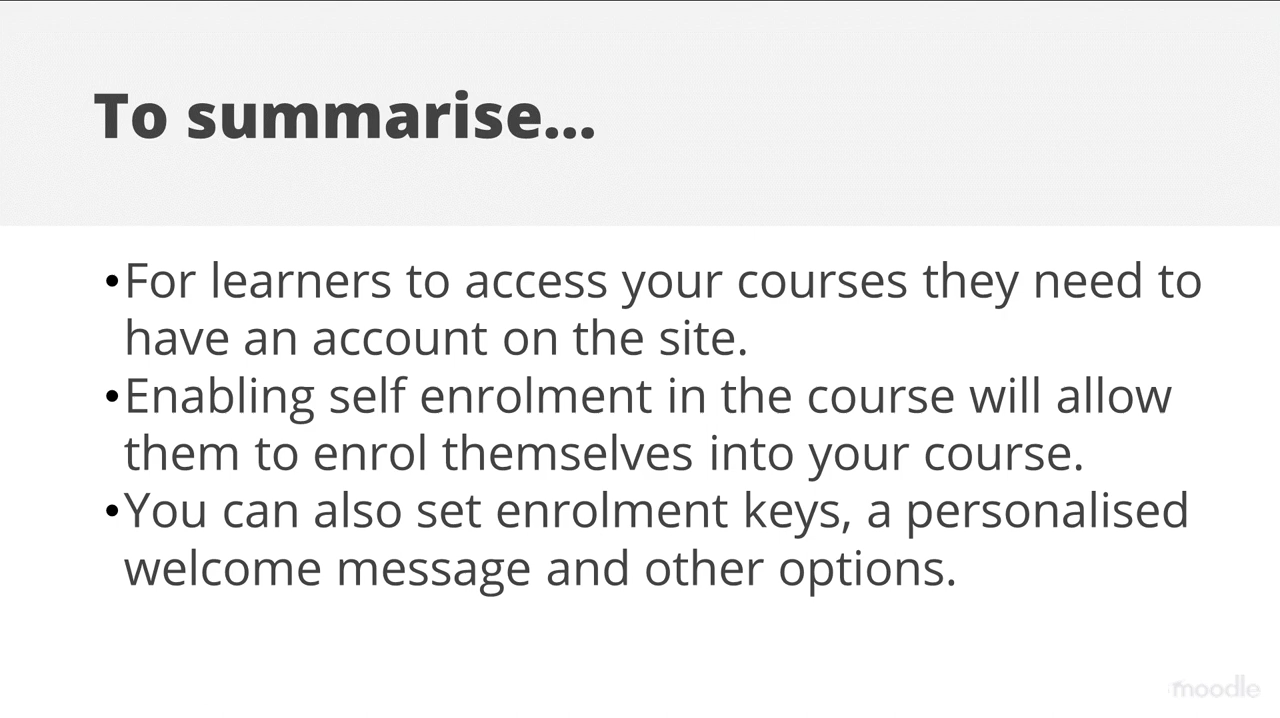 To summarise...
•For learners to access your courses they need to
have an account on the site.
•Enabling self enrolment in the course will allow
them to enrol themselves into your course.
•You can also set enrolment keys, a personalised
welcome message and other options.
moodle